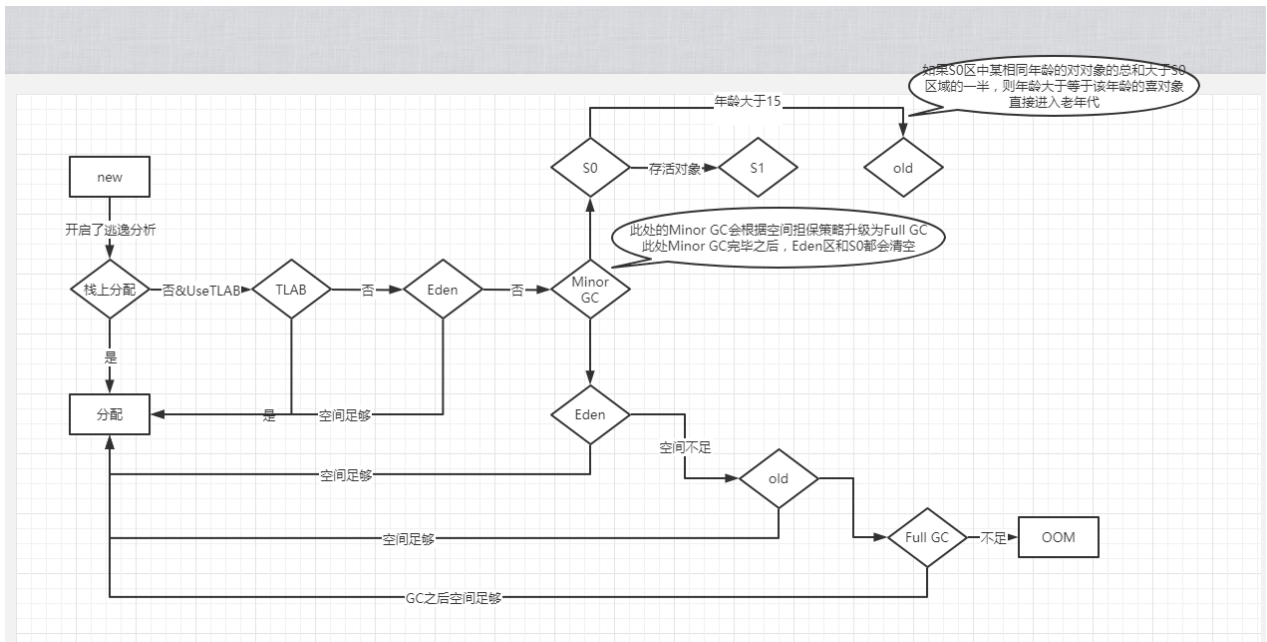 如果S0区中某相同年龄的对对象的总和大于S0
区域的一半，则年龄大于等于该年龄的喜对象
直接进入老年代
年龄大于15
new
S0
存活对象
S1
old
开启了逃逸分析
此处的Minor GC会根据空间担保策略升级为Full GC
此处Minor GC完毕之后，Eden区和S0都会清空
栈上分配
否&UseTLAB
TLAB
否
Eden
否
Minor
GC
是
分配
是
空间足够
Eden
空间不足
空间足够
old
空间足够
Full GC
不足
OOM
GC之后空间足够